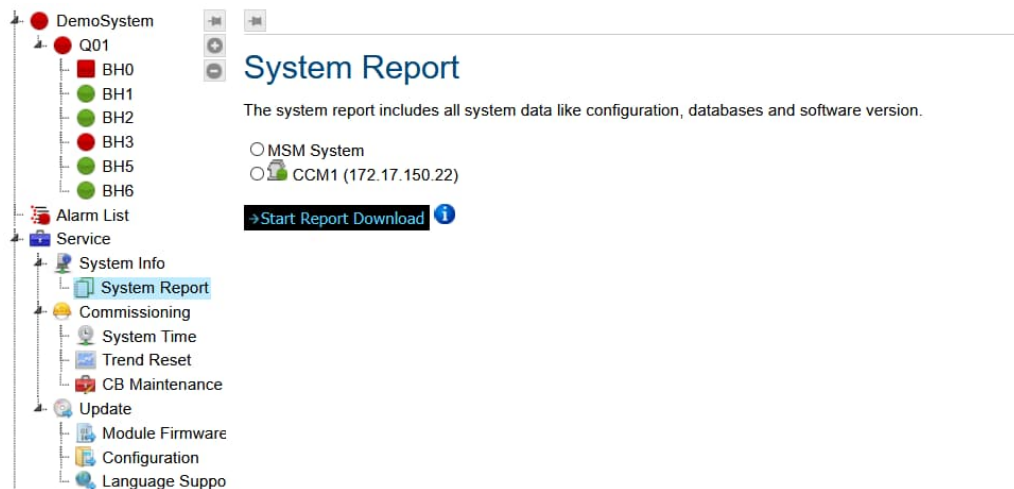 DemoSystem
Q01
BH0
BH1
BH2
BH3
BH5
BH6
Alarm List
Service
System Info
System Report
Commissioning
System Time
Trend Reset
CB Maintenance
Update
Module Firmware
Configuration
Language Suppo
System Report
The system report includes all system data like configuration, databases and software version.
MSM System
CCM1 (172.17.150.22)
→Start Report Download